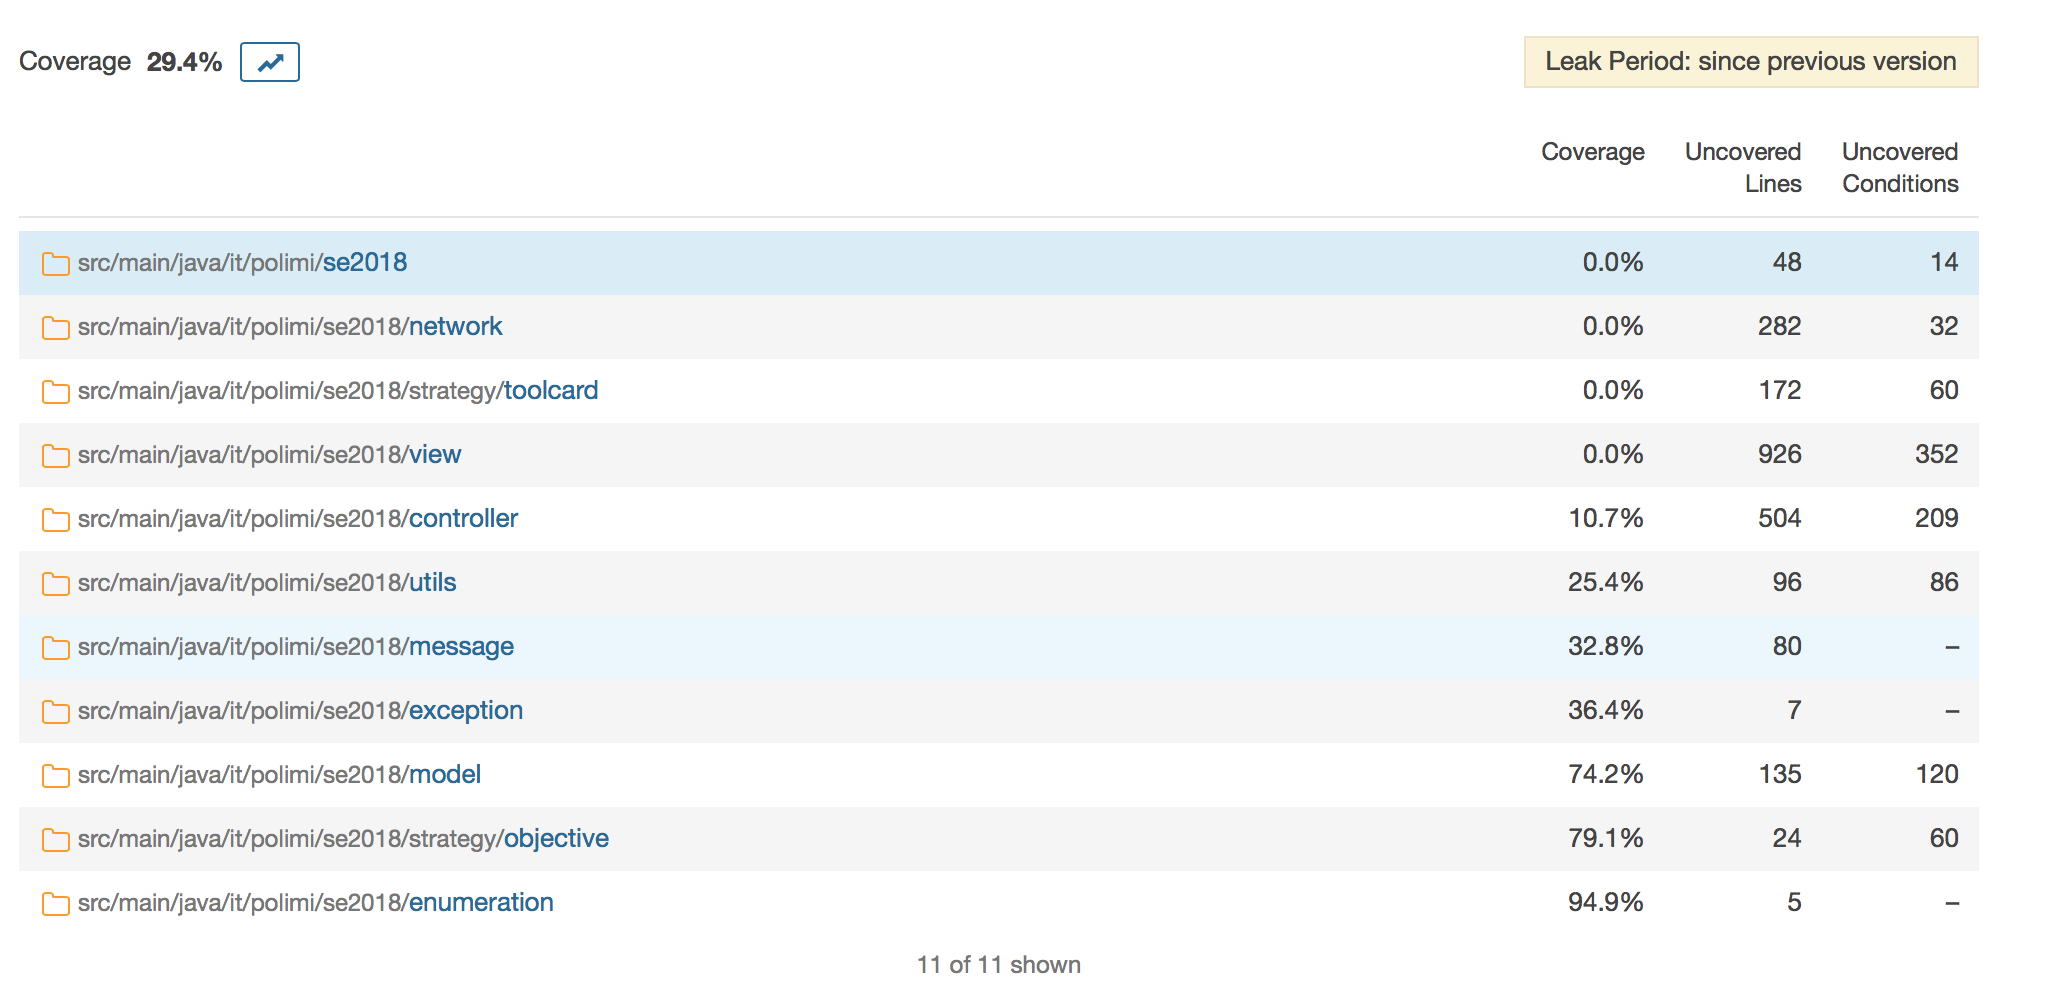 Coverage 29.4% Leak Period: since previous version
Coverage Uncovered Lines Uncovered Conditions
src/main/java/it/polimi/se2018 0.0% 48 14
src/main/java/it/polimi/se2018/network 0.0% 282 32
src/main/java/it/polimi/se2018/strategy/toolcard 0.0% 172 60
src/main/java/it/polimi/se2018/view 0.0% 926 352
src/main/java/it/polimi/se2018/controller 10.7% 504 209
src/main/java/it/polimi/se2018/utils 25.4% 96 86
src/main/java/it/polimi/se2018/message 32.8% 80 –
src/main/java/it/polimi/se2018/exception 36.4% 7 –
src/main/java/it/polimi/se2018/model 74.2% 135 120
src/main/java/it/polimi/se2018/strategy/objective 79.1% 24 60
src/main/java/it/polimi/se2018/enumeration 94.9% 5 –
11 of 11 shown